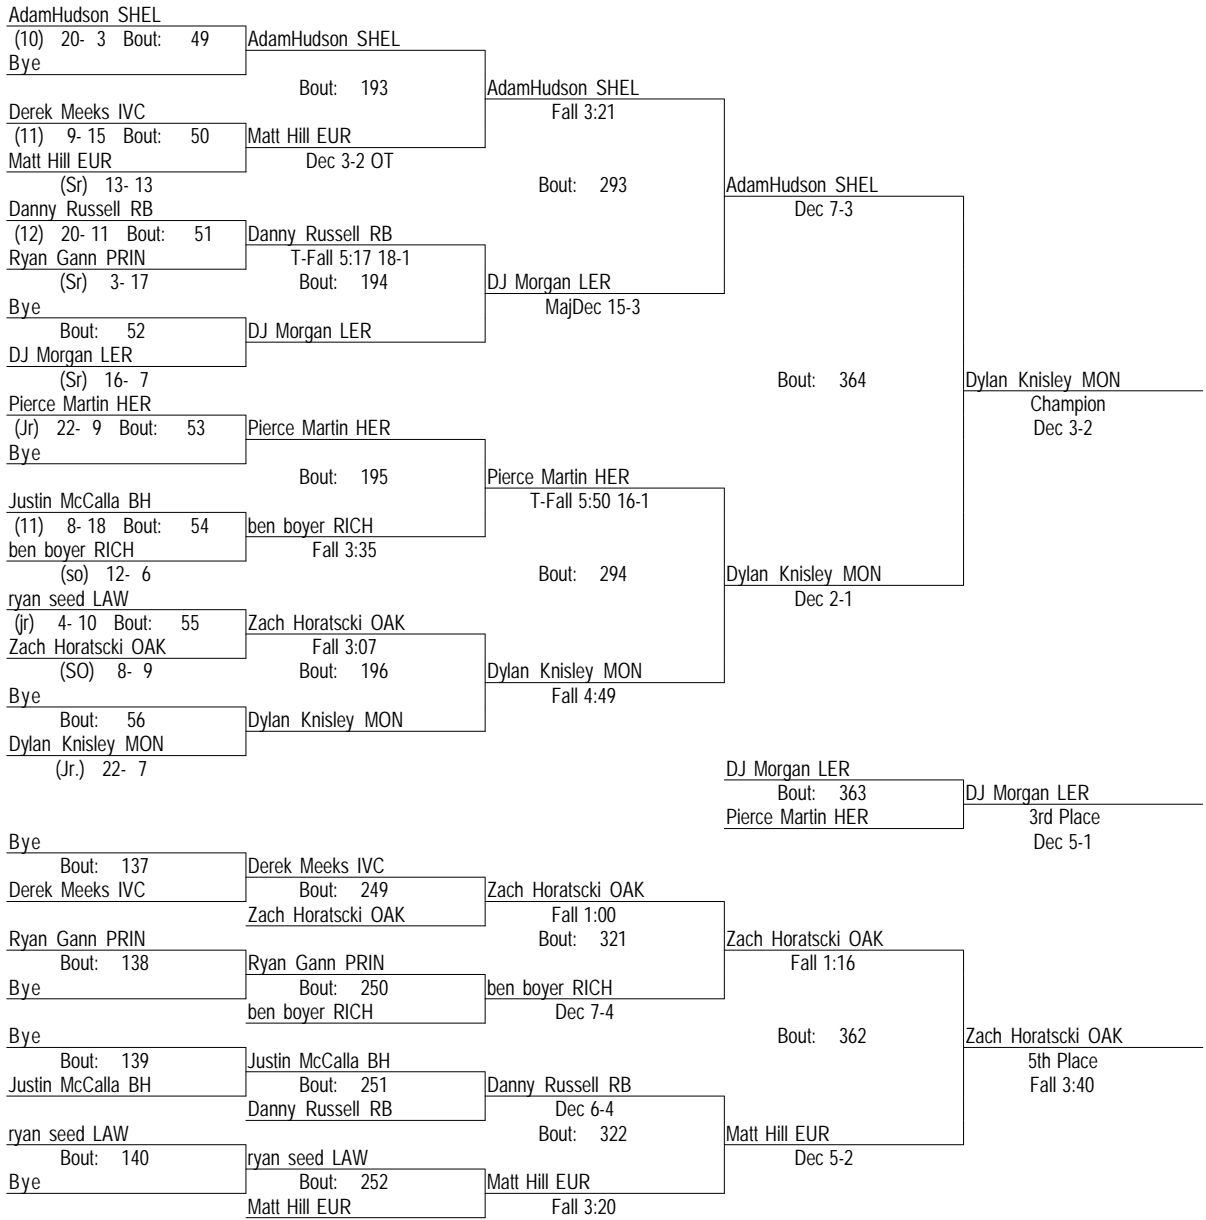 AdamHudson SHEL
(10) 20- 3 Bout: 49 AdamHudson SHEL
Bye
Bout: 193 AdamHudson SHEL
Derek Meeks IVC Fall 3:21
(11) 9- 15 Bout: 50 Matt Hill EUR
Matt Hill EUR Dec 3-2 OT
(Sr) 13- 13 Bout: 293 AdamHudson SHEL
Danny Russell RB Dec 7-3
(12) 20- 11 Bout: 51 Danny Russell RB
Ryan Gann PRIN T-Fall 5:17 18-1
(Sr) 3- 17 Bout: 194 DJ Morgan LER
Bye MajDec 15-3
Bout: 52 DJ Morgan LER
DJ Morgan LER
(Sr) 16- 7 Bout: 364 Dylan Knisley MON
Pierce Martin HER Champion
(Jr) 22- 9 Bout: 53 Pierce Martin HER Dec 3-2
Bye
Bout: 195 Pierce Martin HER
Justin McCalla BH T-Fall 5:50 16-1
(11) 8- 18 Bout: 54 ben boyer RICH
ben boyer RICH Fall 3:35
(so) 12- 6 Bout: 294 Dylan Knisley MON
ryan seed LAW Dec 2-1
(jr) 4- 10 Bout: 55 Zach Horatscki OAK
Zach Horatscki OAK Fall 3:07
(SO) 8- 9 Bout: 196 Dylan Knisley MON
Bye Fall 4:49
Bout: 56 Dylan Knisley MON
Dylan Knisley MON
(Jr.) 22- 7 DJ Morgan LER
Bout: 363 DJ Morgan LER
Pierce Martin HER 3rd Place
Bye Dec 5-1
Bout: 137 Derek Meeks IVC
Derek Meeks IVC Bout: 249 Zach Horatscki OAK
Zach Horatscki OAK Fall 1:00
Ryan Gann PRIN Bout: 321 Zach Horatscki OAK
Bout: 138 Ryan Gann PRIN Fall 1:16
Bye Bout: 250 ben boyer RICH
ben boyer RICH Dec 7-4
Bye Bout: 362 Zach Horatscki OAK
Bout: 139 Justin McCalla BH 5th Place
Justin McCalla BH Bout: 251 Danny Russell RB Fall 3:40
Danny Russell RB Dec 6-4
ryan seed LAW Bout: 322 Matt Hill EUR
Bout: 140 ryan seed LAW Dec 5-2
Bye Bout: 252 Matt Hill EUR
Matt Hill EUR Fall 3:20